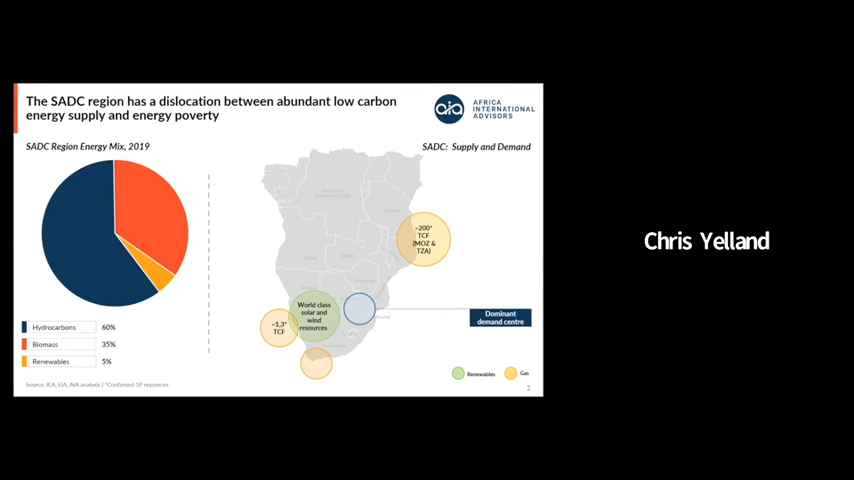 The SADC region has a dislocation between abundant low carbon
energy supply and energy poverty
aia
AFRICA
INTERNATIONAL
ADVISORS
SADC Region Energy Mix, 2019
SADC: Supply and Demand
~200*
TCF
(MOZ &
TZA)
World class
solar and
wind
resources
~1,3*
TCF
Dominant
demand centre
Hydrocarbons 60%
Biomass 35%
Renewables 5%
Renewables
Gas
Source: IEA, EIA, AIA analysis | *Confirmed 1P resources
2
Chris Yelland